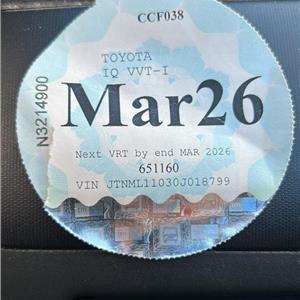 CCF038
TOYOTA
IQ VVT-I
N3214900
Mar26
Next VRT by end MAR 2026
651160
VIN JTNML11030J018799